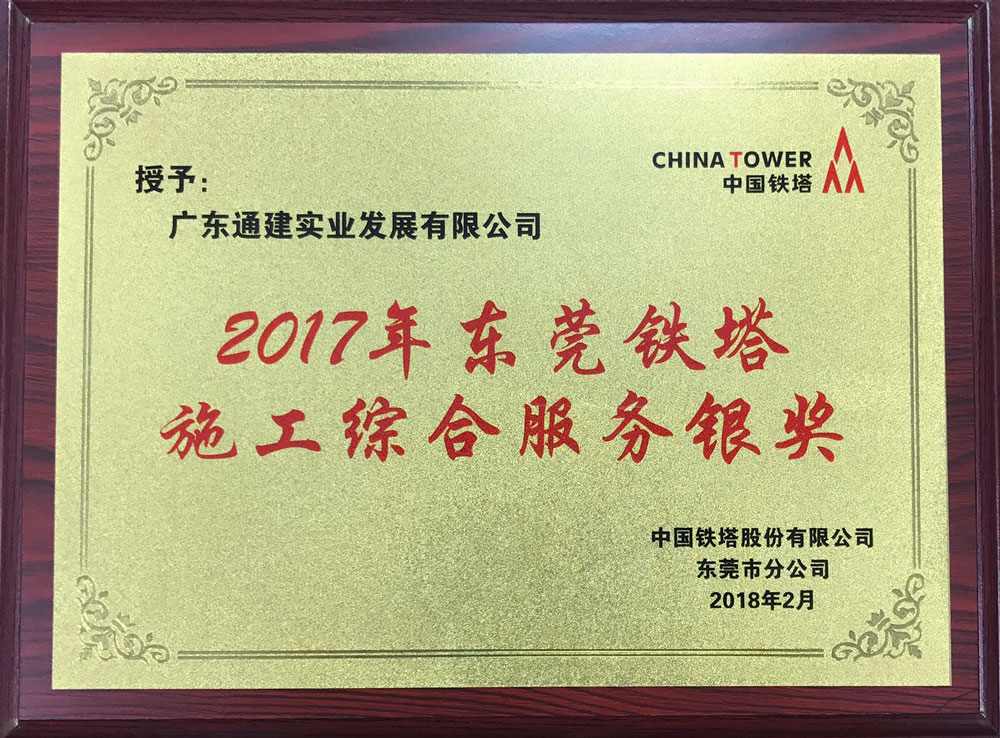 CHINA TOWER
中国铁塔
授予：
广东通建实业发展有限公司
2017年东莞铁塔
施工综合服务银奖
中国铁塔股份有限公司
东莞市分公司
2018年2月